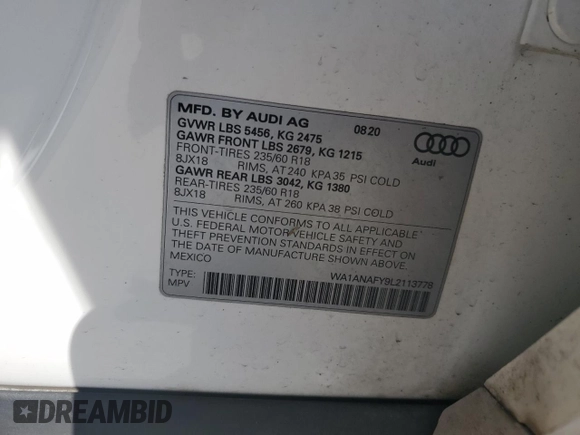 MFD. BY AUDI AG 08.20
GVWR LBS 5456, KG 2475
GAWR FRONT LBS 2679, KG 1215
FRONT-TIRES 235/60 R18
8JX18 RIMS, AT 240 KPA 35 PSI COLD
GAWR REAR LBS 3042, KG 1380
REAR-TIRES 235/60 R18
8JX18 RIMS, AT 260 KPA 38 PSI COLD
Audi
THIS VEHICLE CONFORMS TO ALL APPLICABLE
U.S. FEDERAL MOTOR VEHICLE SAFETY AND
THEFT PREVENTION STANDARDS IN EFFECT ON
THE DATE OF MANUFACTURE SHOWN ABOVE.
MEXICO
TYPE: WA1ANAFY9L2113778
MPV
DREAMBID